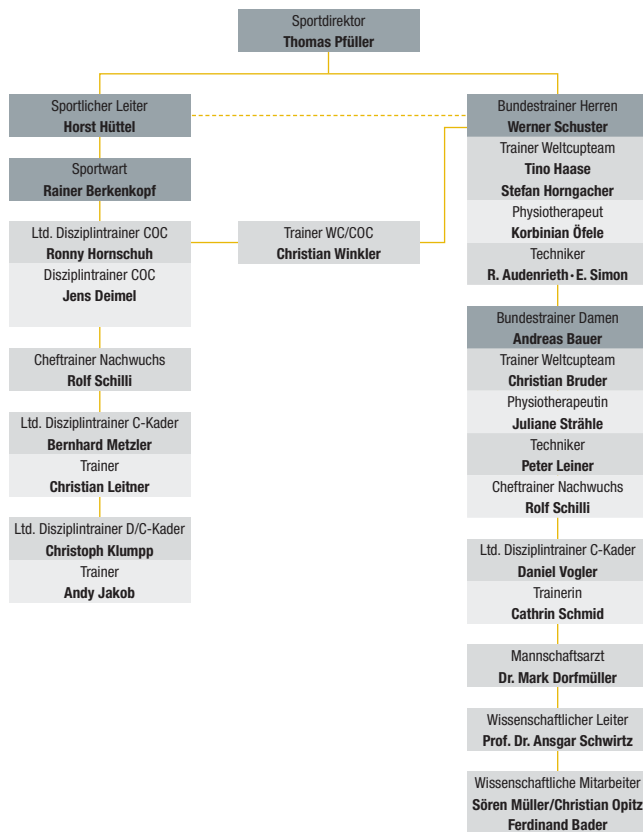 Sportdirektor
Thomas Pfüller
Sportlicher Leiter
Horst Hüttel
Sportwart
Rainer Berkenkopf
Ltd. Disziplintrainer COC
Ronny Hornschuh
Disziplintrainer COC
Jens Deimel
Cheftrainer Nachwuchs
Rolf Schilli
Ltd. Disziplintrainer C-Kader
Bernhard Metzler
Trainer
Christian Leitner
Ltd. Disziplintrainer D/C-Kader
Christoph Klumpp
Trainer
Andy Jakob
Trainer WC/COC
Christian Winkler
Bundestrainer Herren
Werner Schuster
Trainer Weltcupteam
Tino Haase
Stefan Horngacher
Physiotherapeut
Korbinian Öfele
Techniker
R. Audenrieth · E. Simon
Bundestrainer Damen
Andreas Bauer
Trainer Weltcupteam
Christian Bruder
Physiotherapeutin
Juliane Strähle
Techniker
Peter Leiner
Cheftrainer Nachwuchs
Rolf Schilli
Ltd. Disziplintrainer C-Kader
Daniel Vogler
Trainerin
Cathrin Schmid
Mannschaftsarzt
Dr. Mark Dorfmüller
Wissenschaftlicher Leiter
Prof. Dr. Ansgar Schwirtz
Wissenschaftliche Mitarbeiter
Sören Müller/Christian Opitz
Ferdinand Bader